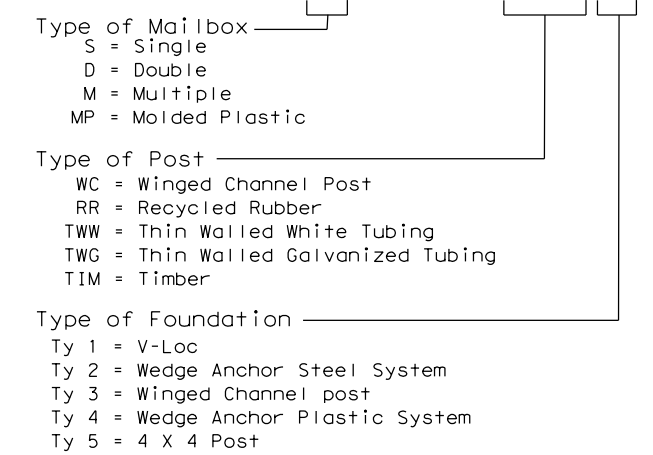 Type of Mailbox
S = Single
D = Double
M = Multiple
MP = Molded Plastic
Type of Post
WC = Winged Channel Post
RR = Recycled Rubber
TWW = Thin Walled White Tubing
TWG = Thin Walled Galvanized Tubing
TIM = Timber
Type of Foundation
Ty 1 = V-Loc
Ty 2 = Wedge Anchor Steel System
Ty 3 = Winged Channel post
Ty 4 = Wedge Anchor Plastic System
Ty 5 = 4 X 4 Post